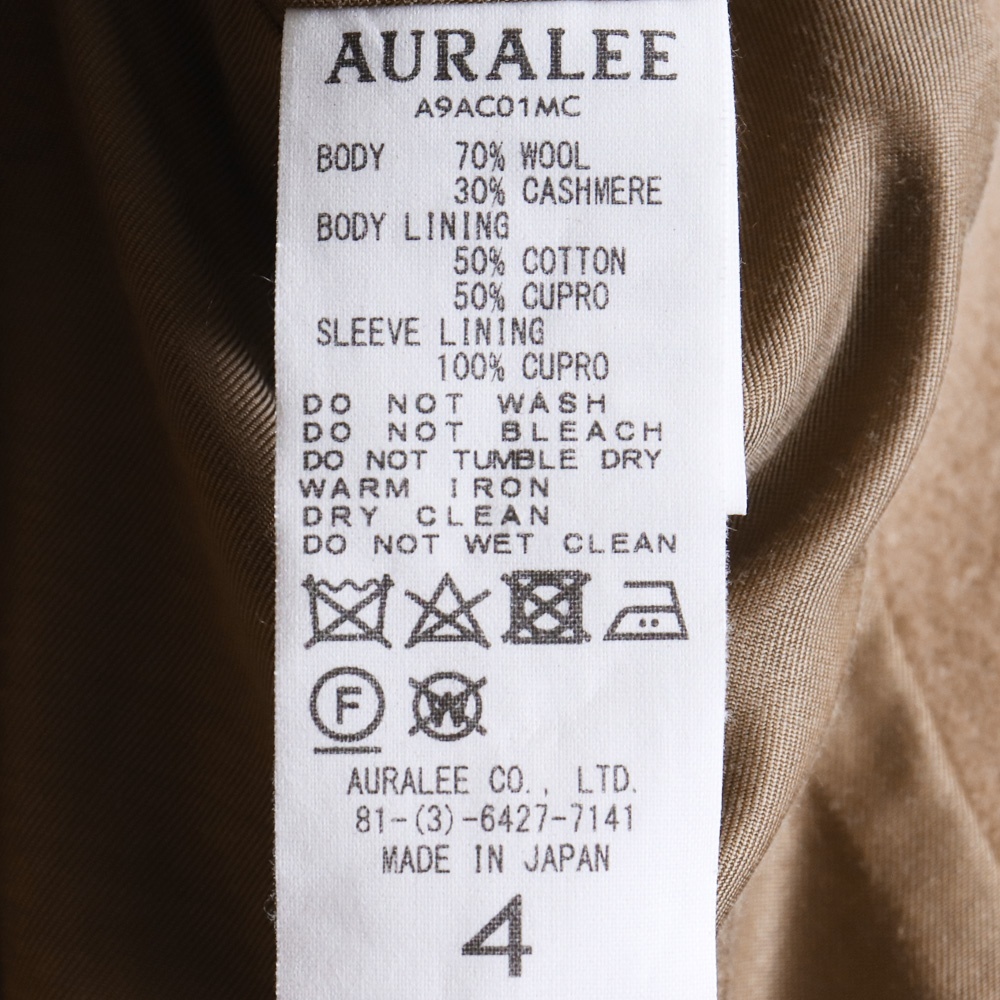 AURALEE
A9AC01MC
BODY 70% WOOL
30% CASHMERE
BODY LINING
50% COTTON
50% CUPRO
SLEEVE LINING
100% CUPRO
DO NOT WASH
DO NOT BLEACH
DO NOT TUMBLE DRY
WARM IRON
DRY CLEAN
DO NOT WET CLEAN
F W
AURALEE CO., LTD.
81-(3)-6427-7141
MADE IN JAPAN
4